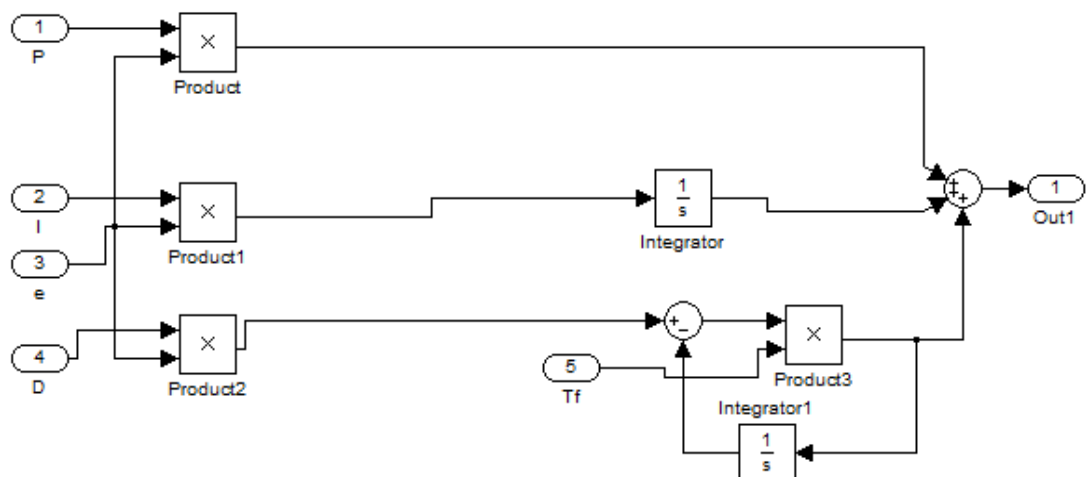 1
P
×
Product
2
I
×
Product1
3
e
4
D
×
Product2
1
s
Integrator
+
+
+
1
Out1
+
−
5
Tf
×
Product3
Integrator1
1
s